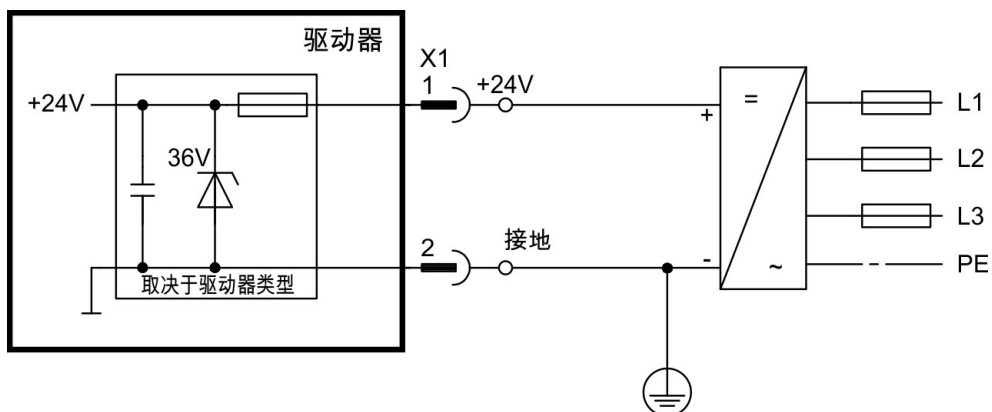 驱动器
X1
1
+24V
+24V
=
+
L1
36V
L2
L3
2
接地
-
~
PE
取决于驱动器类型